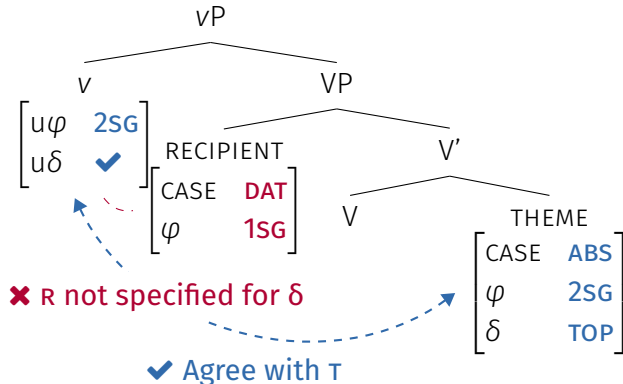 vP
v VP
uφ 2SG
uδ ✔
RECIPIENT V'
CASE DAT
φ 1SG
V THEME
CASE ABS
φ 2SG
δ TOP
✖ R not specified for δ
✔ Agree with T